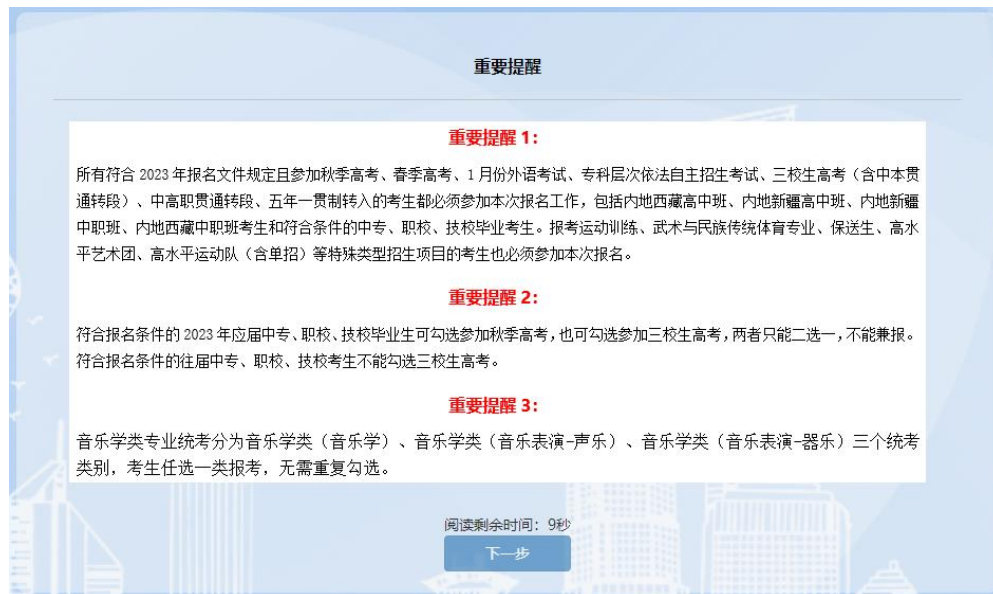 重要提醒
重要提醒 1：
所有符合 2023 年报名文件规定且参加秋季高考、春季高考、1 月份外语考试、专科层次依法自主招生考试、三校生高考（含中本贯
通转段）、中高职贯通转段、五年一贯制转入的考生都必须参加本次报名工作，包括内地西藏高中班、内地新疆高中班、内地新疆
中职班、内地西藏中职班考生和符合条件的中专、职校、技校毕业考生。报考运动训练、武术与民族传统体育专业、保送生、高水
平艺术团、高水平运动队（含单招）等特殊类型招生项目的考生也必须参加本次报名。
重要提醒 2：
符合报名条件的 2023 年应届中专、职校、技校毕业生可勾选参加秋季高考，也可勾选参加三校生高考，两者只能二选一，不能兼报。
符合报名条件的往届中专、职校、技校考生不能勾选三校生高考。
重要提醒 3：
音乐学类专业统考分为音乐学类（音乐学）、音乐学类（音乐表演-声乐）、音乐学类（音乐表演-器乐）三个统考
类别，考生任选一类报考，无需重复勾选。
阅读剩余时间：9秒
下一步